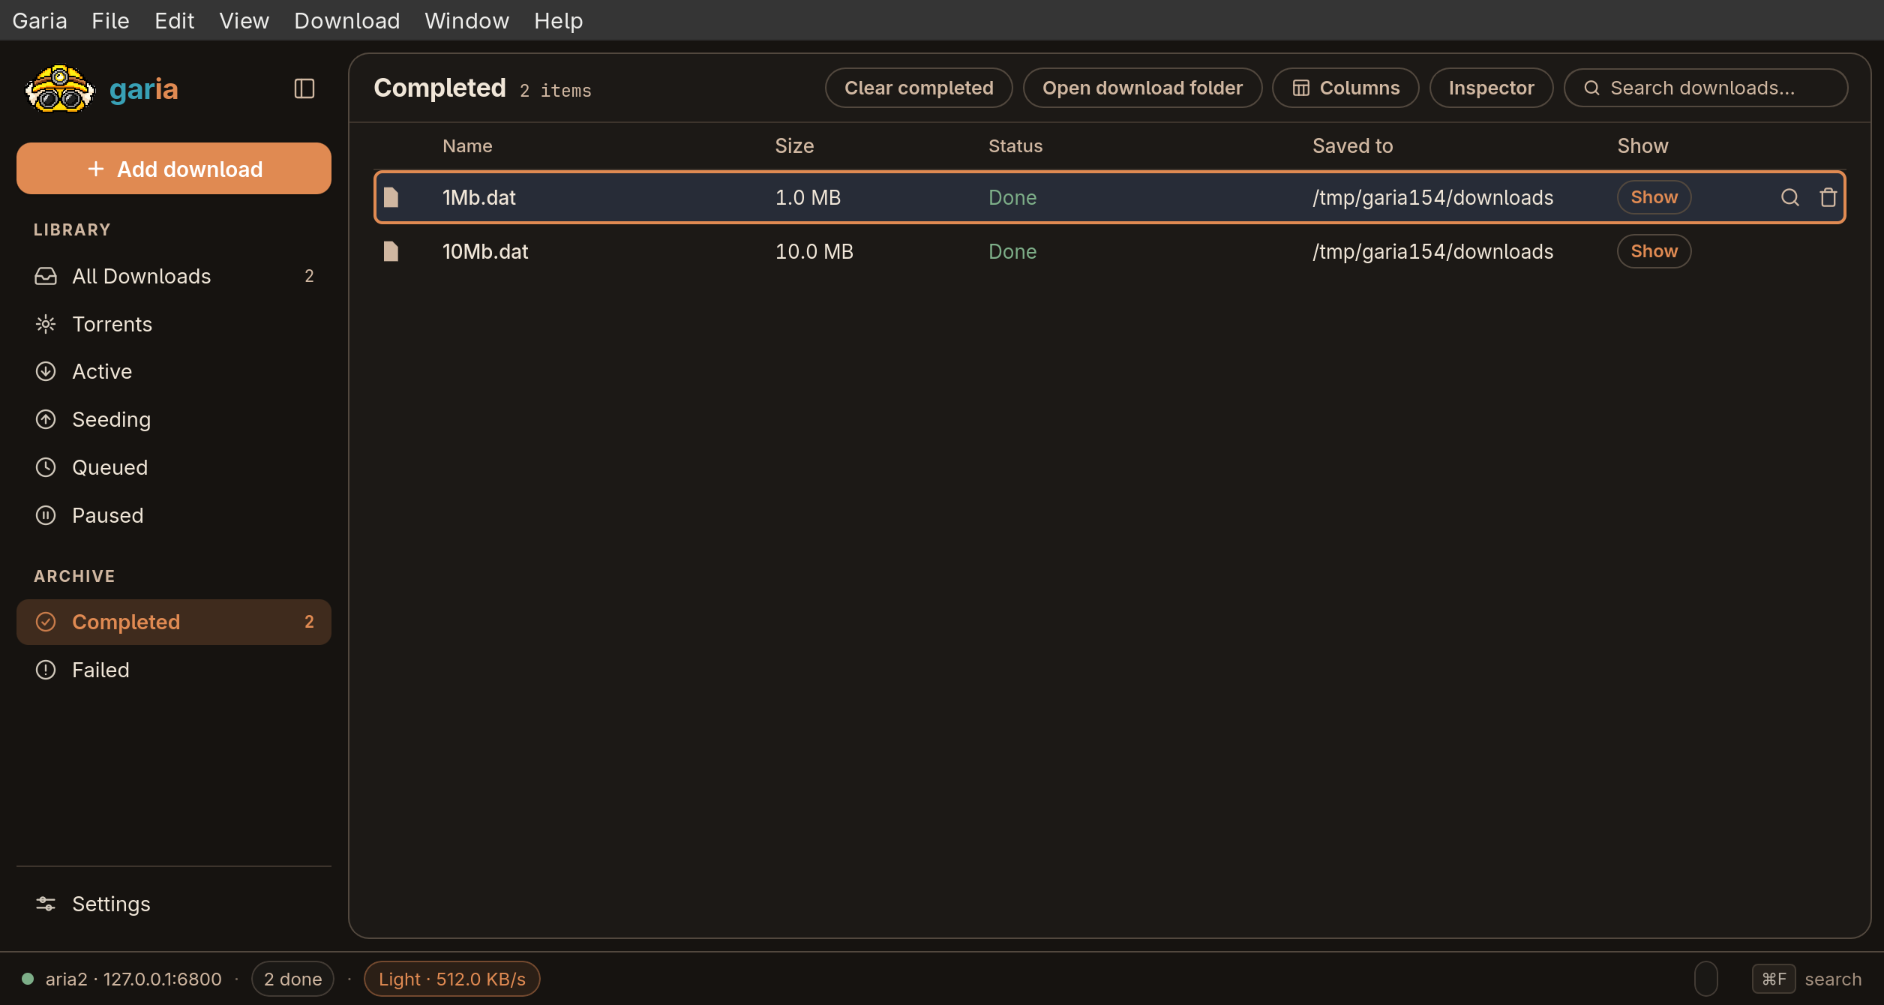 Garia File Edit View Download Window Help
garia
+ Add download
LIBRARY
All Downloads 2
Torrents
Active
Seeding
Queued
Paused
ARCHIVE
Completed 2
Failed
Settings
Completed 2 items Clear completed Open download folder Columns Inspector Search downloads...
Name Size Status Saved to Show
1Mb.dat 1.0 MB Done /tmp/garia154/downloads Show
10Mb.dat 10.0 MB Done /tmp/garia154/downloads Show
aria2 · 127.0.0.1:6800 · 2 done · Light · 512.0 KB/s ⌘F search